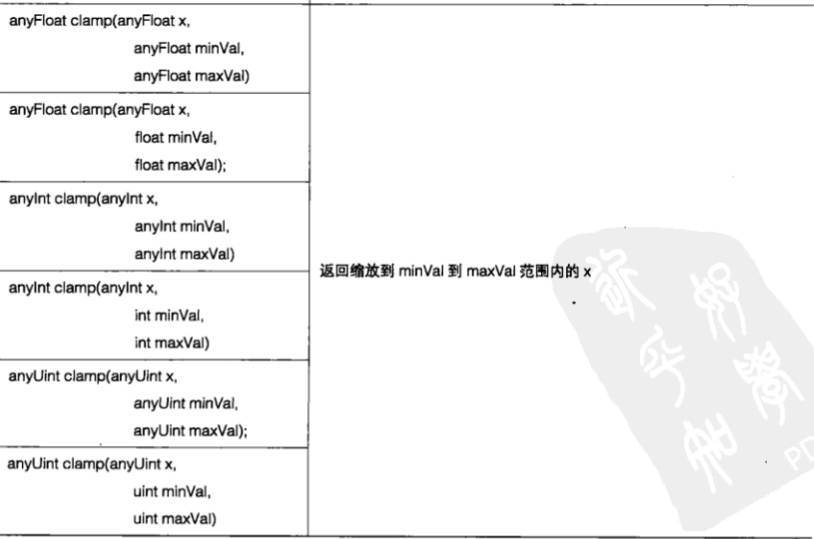 anyFloat clamp(anyFloat x,
anyFloat minVal,
anyFloat maxVal)
anyFloat clamp(anyFloat x,
float minVal,
float maxVal);
anyInt clamp(anyInt x,
anyInt minVal,
anyInt maxVal)
anyInt clamp(anyInt x,
int minVal,
int maxVal)
anyUint clamp(anyUint x,
anyUint minVal,
anyUint maxVal);
anyUint clamp(anyUint x,
uint minVal,
uint maxVal)
返回缩放到 minVal 到 maxVal 范围内的 x